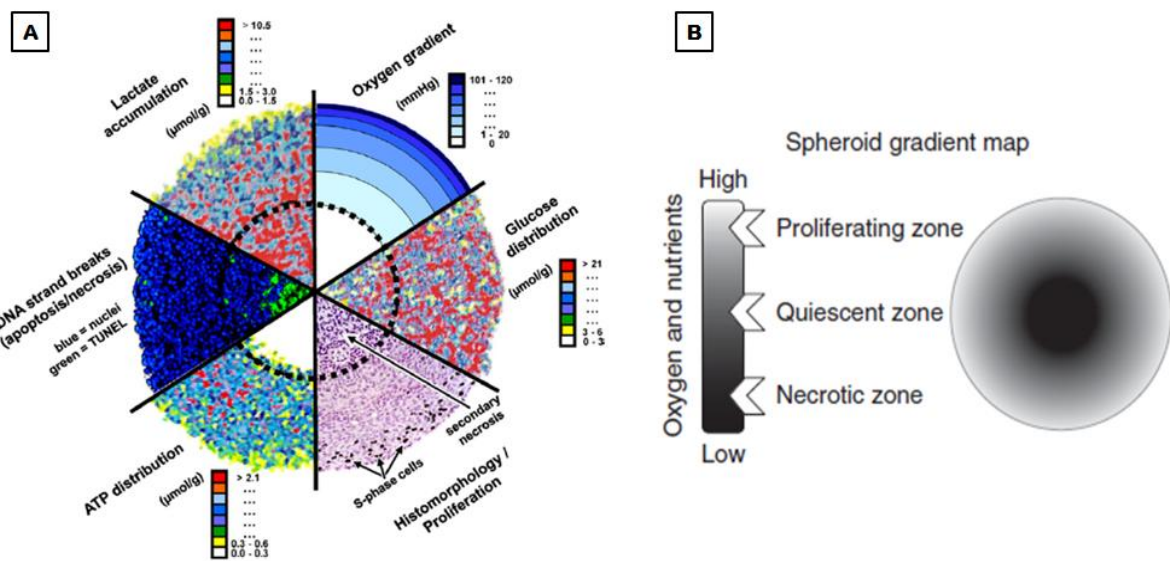 A
Lactate
accumulation
(µmol/g)
> 10.5
...
...
...
...
...
1.5 - 3.0
0.0 - 1.5
Oxygen gradient
(mmHg)
101 - 120
...
...
...
...
1 - 20
0
Glucose
distribution
(µmol/g)
> 21
...
...
...
...
...
3 - 6
0 - 3
secondary
necrosis
S-phase cells
Histomorphology /
Proliferation
ATP distribution
(µmol/g)
> 2.1
...
...
...
...
...
0.3 - 0.6
0.0 - 0.3
DNA strand breaks
(apoptosis/necrosis)
blue = nuclei
green = TUNEL
B
Spheroid gradient map
High
Oxygen and nutrients
Proliferating zone
Quiescent zone
Necrotic zone
Low